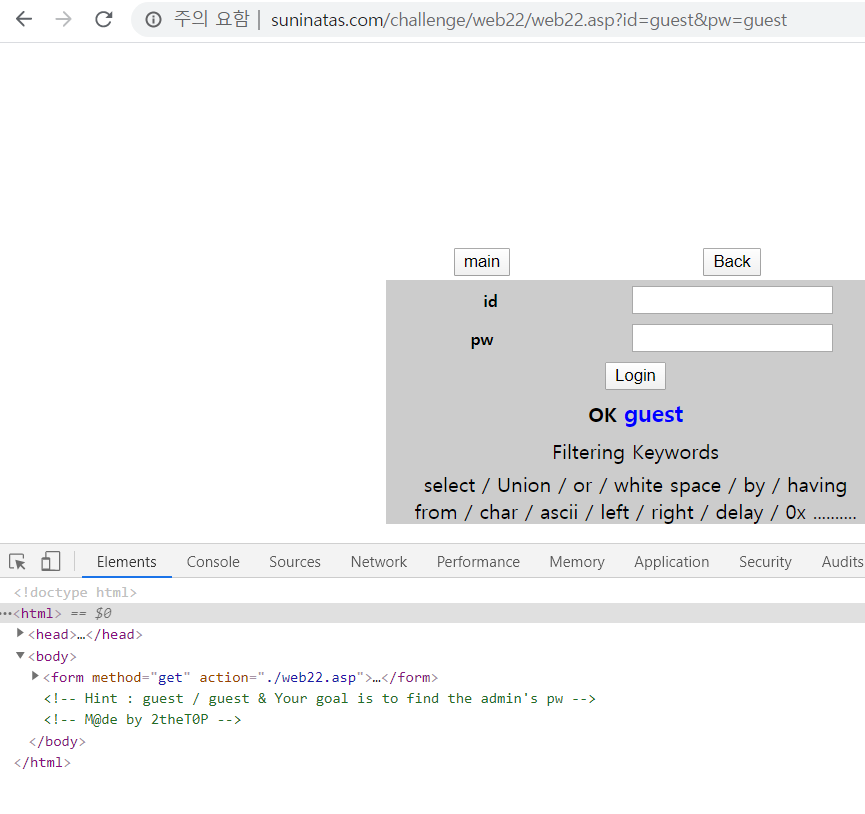 주의 요함 | suninatas.com/challenge/web22/web22.asp?id=guest&pw=guest
main Back
id
pw
Login
OK guest
Filtering Keywords
select / Union / or / white space / by / having
from / char / ascii / left / right / delay / 0x ..........
Elements Console Sources Network Performance Memory Application Security Audits
<!doctype html>
···<html> == $0
▶<head>…</head>
▼<body>
▶<form method="get" action="./web22.asp">…</form>
<!-- Hint : guest / guest & Your goal is to find the admin's pw -->
<!-- M@de by 2theT0P -->
</body>
</html>